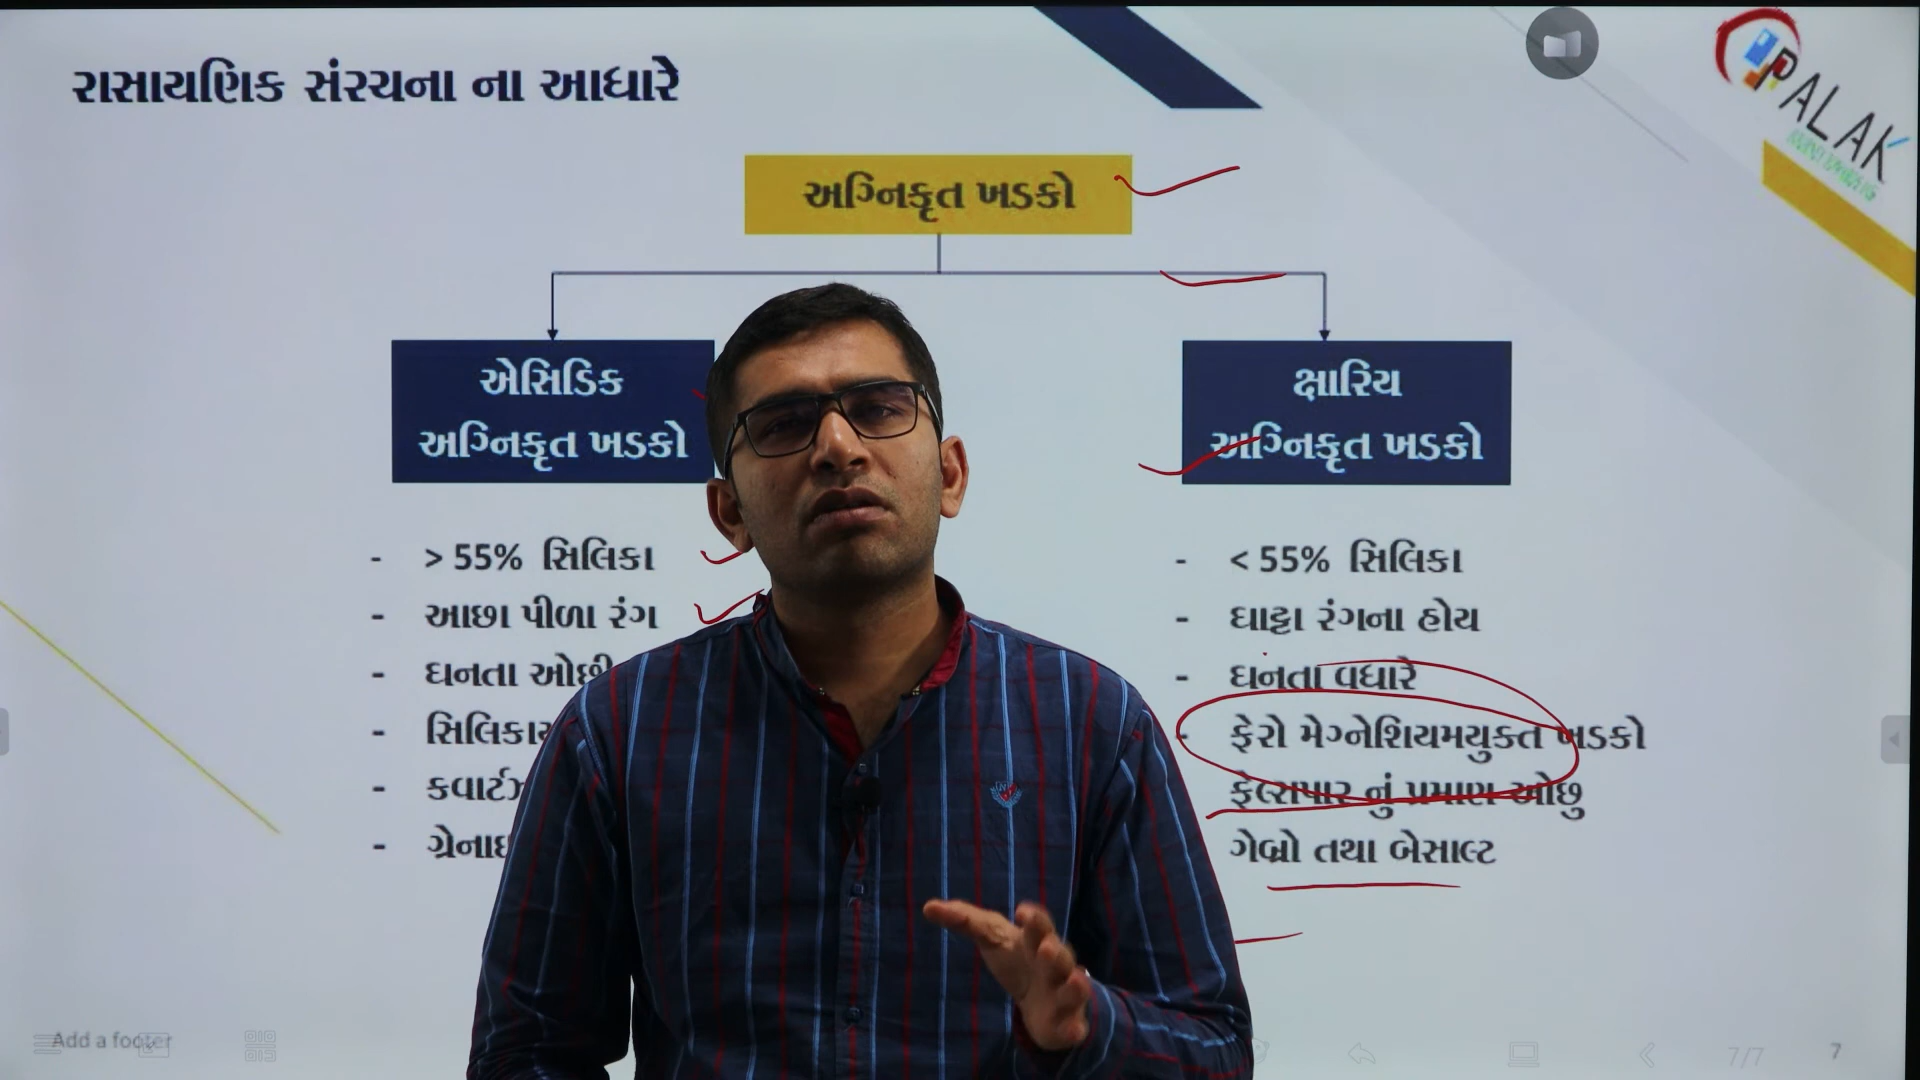 રાસાયણિક સંરચના ના આધારે
PALAK
અગ્નિકૃત ખડકો
એસિડિક
અગ્નિકૃત ખડકો
- > 55% સિલિકા
- આછા પીળા રંગ
- ઘનતા ઓછી
-
-
-
ક્ષારિય
અગ્નિકૃત ખડકો
- < 55% સિલિકા
- ઘાટ્ટા રંગના હોય
- ઘનતા વધારે
- ફેરો મેગ્નેશિયમયુક્ત ખડકો
ફેલ્સપાર નું પ્રમાણ ઓછુ
ગેબ્રો તથા બેસાલ્ટ
Add a footer
7/7
7